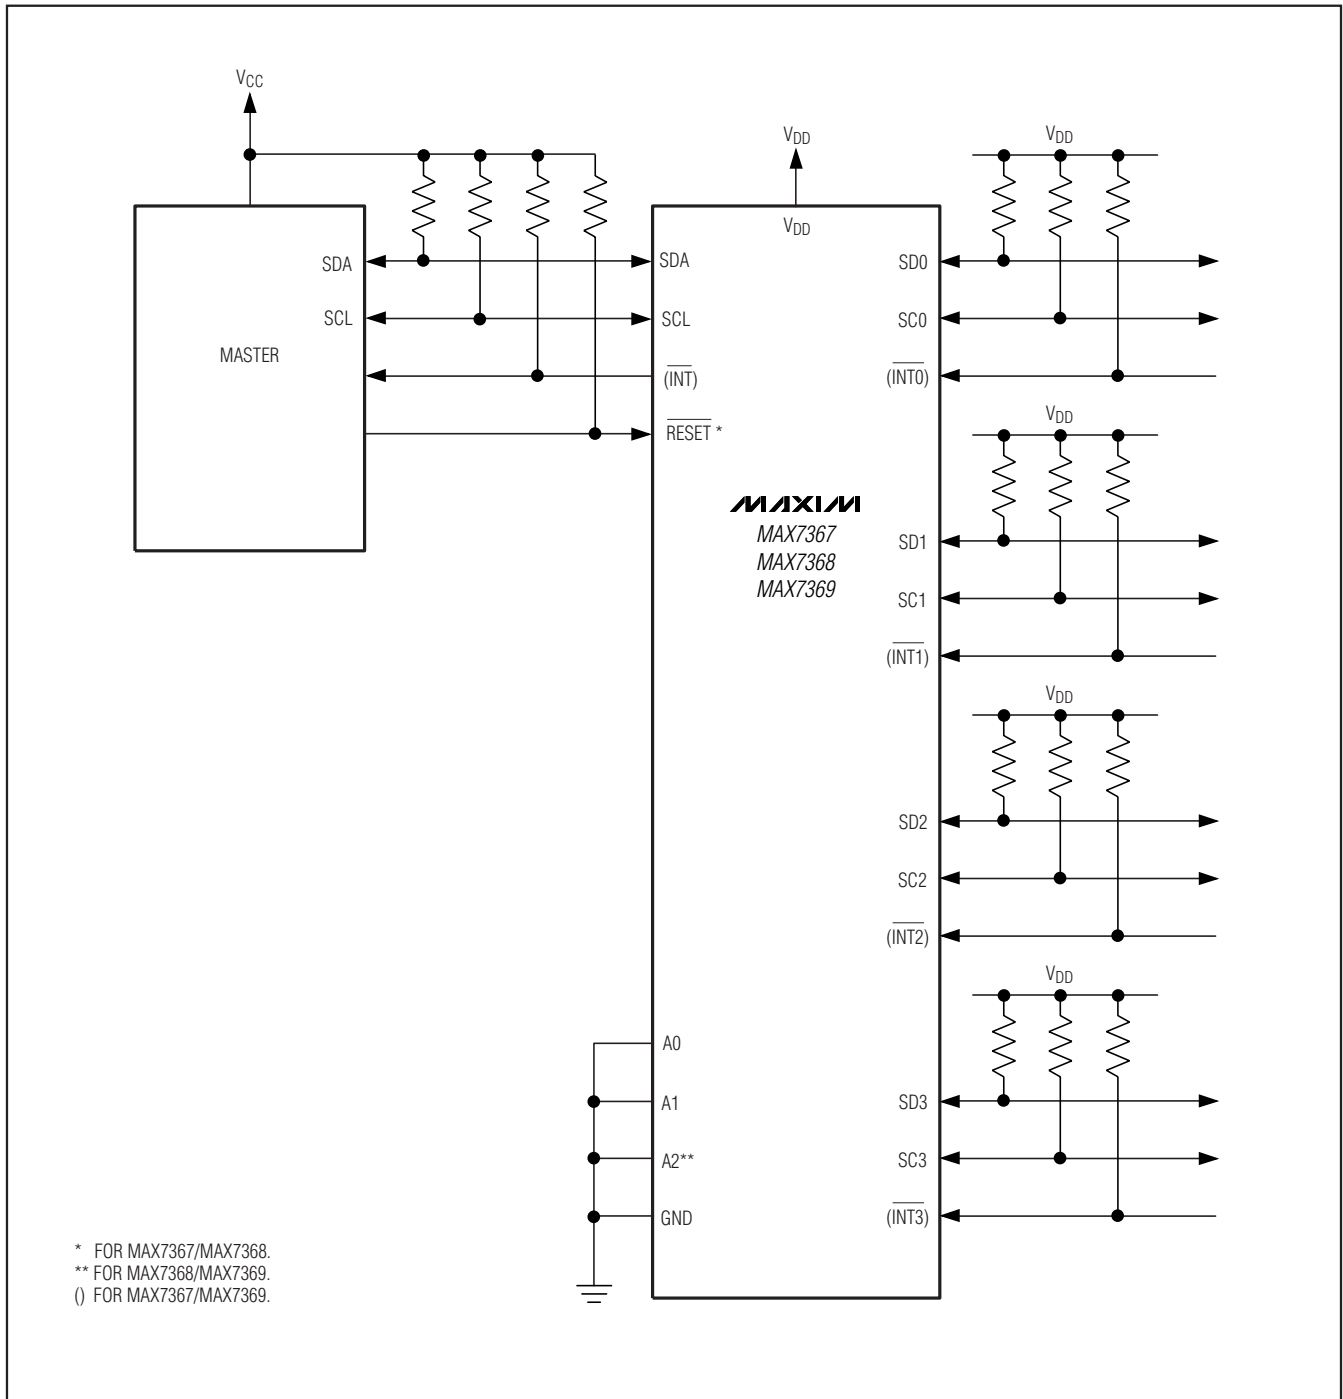 VCC
VDD
VDD
VDD
SDA
SDA
SD0
SCL
SCL
SC0
MASTER
(INT)
(INT0)
RESET *
VDD
MAXIM
MAX7367
MAX7368
MAX7369
SD1
SC1
(INT1)
VDD
SD2
SC2
(INT2)
VDD
A0
A1
SD3
A2**
SC3
GND
(INT3)
* FOR MAX7367/MAX7368.
** FOR MAX7368/MAX7369.
() FOR MAX7367/MAX7369.